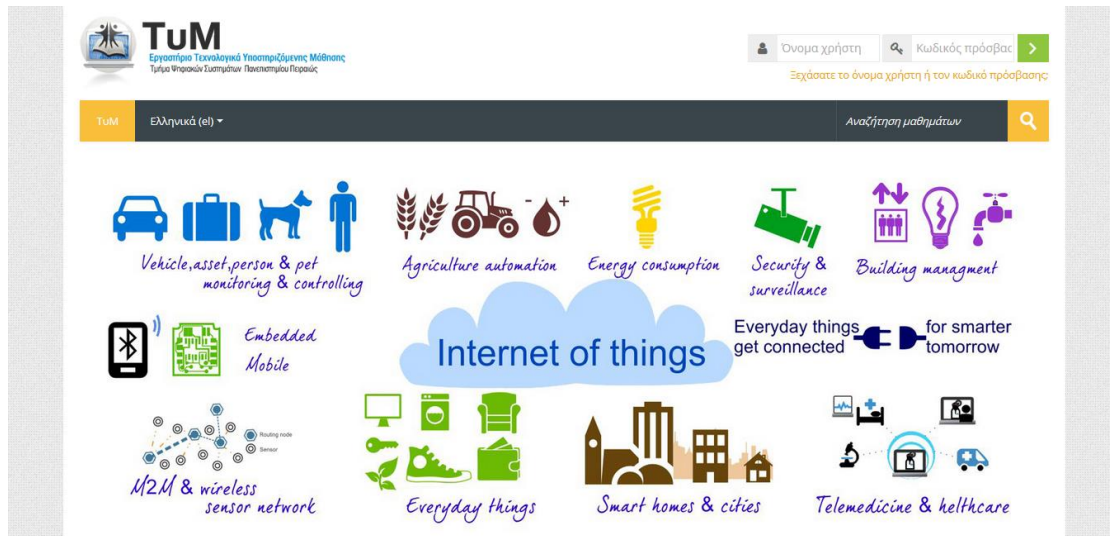 TuM
Εργαστήριο Τεχνολογικά Υποστηριζόμενης Μάθησης
Τμήμα Ψηφιακών Συστημάτων Πανεπιστημίου Πειραιώς
Όνομα χρήστη
Κωδικός πρόσβας
Ξεχάσατε το όνομα χρήστη ή τον κωδικό πρόσβασης;
TuM
Ελληνικά (el)
Αναζήτηση μαθημάτων
Vehicle,asset,person & pet
monitoring & controlling
Agriculture automation
Energy consumption
Security &
surveillance
Building managment
Embedded
Mobile
Internet of things
Everyday things
get connected
for smarter
tomorrow
Routing node
Sensor
M2M & wireless
sensor network
Everyday things
Smart homes & cities
Telemedicine & helthcare